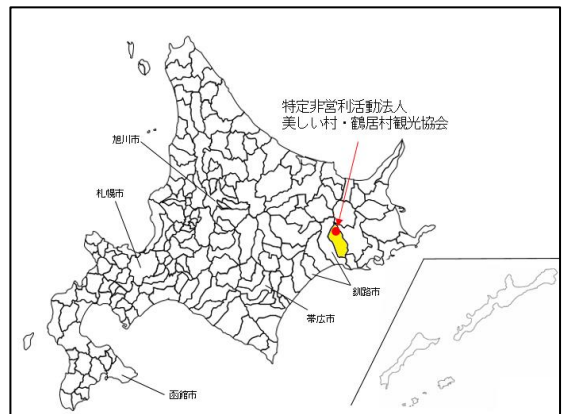 特定非営利活動法人
美しい村・鶴居村観光協会
旭川市
札幌市
釧路市
帯広市
函館市